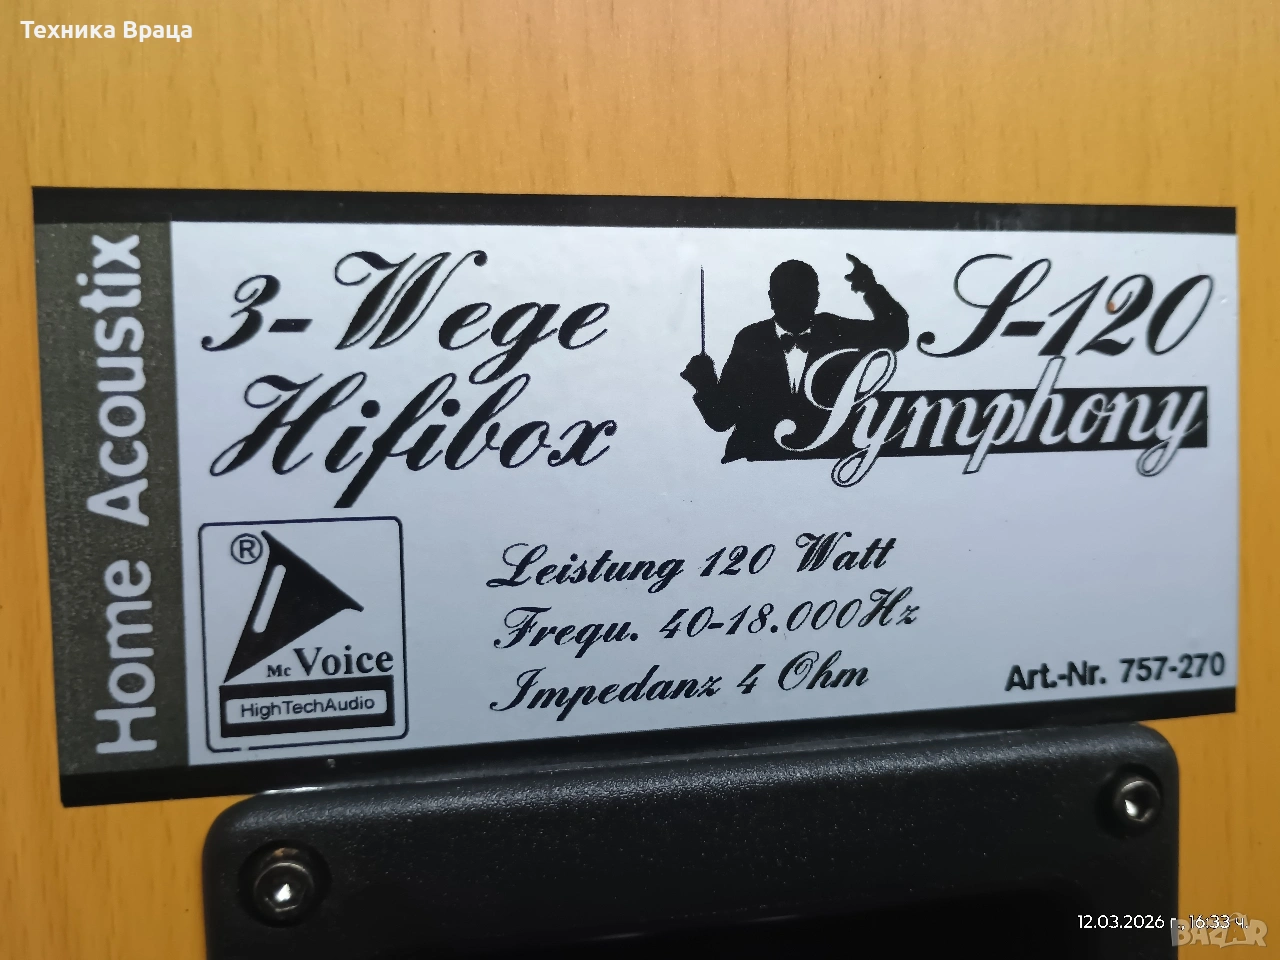 Техника Враца
Home Acoustix
3-Wege
Hifibox
S-120
Symphony
®
Mc Voice
HighTechAudio
Leistung 120 Watt
Frequ. 40-18.000Hz
Impedanz 4 Ohm
Art.-Nr. 757-270
12.03.2026 г., 16:33 ч.
BAZAR